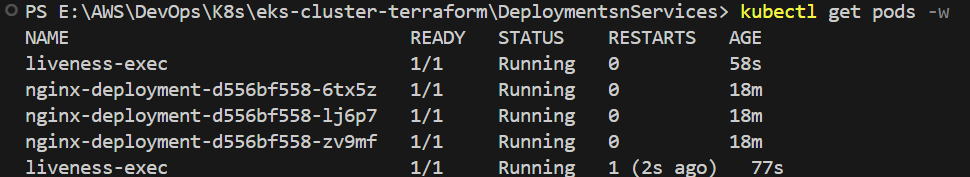 PS E:\AWS\DevOps\K8s\eks-cluster-terraform\DeploymentsnServices> kubectl get pods -w
NAME READY STATUS RESTARTS AGE
liveness-exec 1/1 Running 0 58s
nginx-deployment-d556bf558-6tx5z 1/1 Running 0 18m
nginx-deployment-d556bf558-lj6p7 1/1 Running 0 18m
nginx-deployment-d556bf558-zv9mf 1/1 Running 0 18m
liveness-exec 1/1 Running 1 (2s ago) 77s